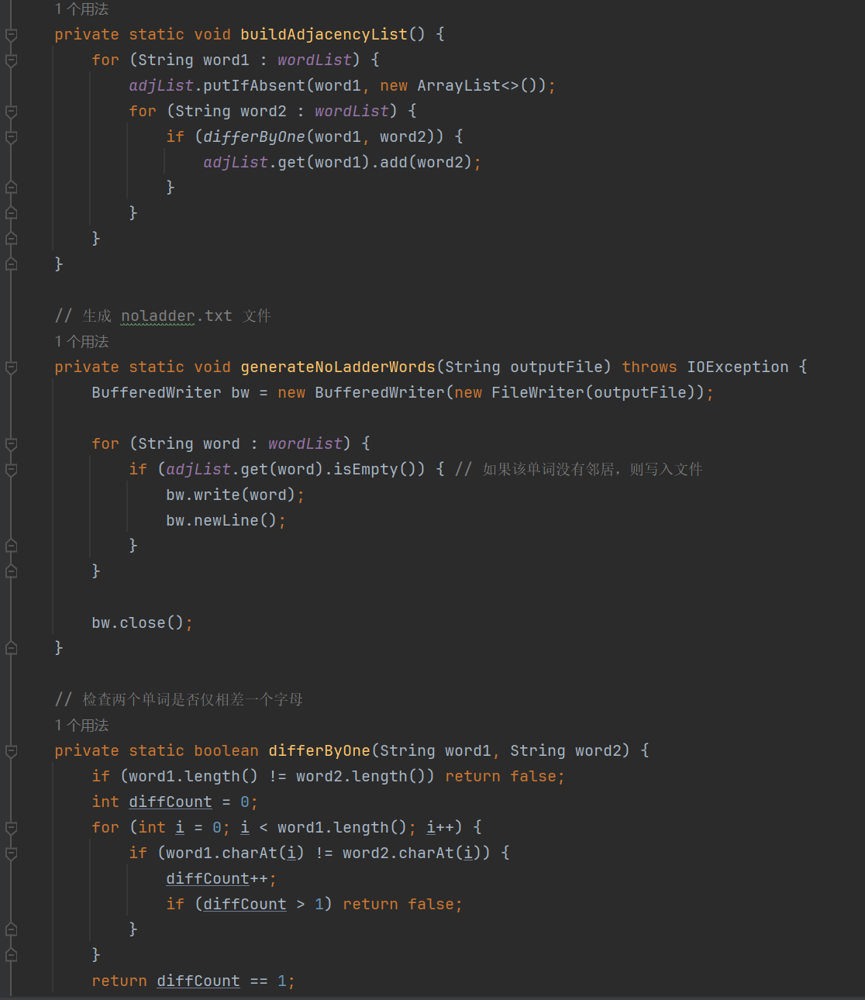 1 个用法
private static void buildAdjacencyList() {
    for (String word1 : wordList) {
        adjList.putIfAbsent(word1, new ArrayList<>());
        for (String word2 : wordList) {
            if (differByOne(word1, word2)) {
                adjList.get(word1).add(word2);
            }
        }
    }
}
// 生成 noladder.txt 文件
1 个用法
private static void generateNoLadderWords(String outputFile) throws IOException {
    BufferedWriter bw = new BufferedWriter(new FileWriter(outputFile));
    for (String word : wordList) {
        if (adjList.get(word).isEmpty()) { // 如果该单词没有邻居，则写入文件
            bw.write(word);
            bw.newLine();
        }
    }
    bw.close();
}
// 检查两个单词是否仅相差一个字母
1 个用法
private static boolean differByOne(String word1, String word2) {
    if (word1.length() != word2.length()) return false;
    int diffCount = 0;
    for (int i = 0; i < word1.length(); i++) {
        if (word1.charAt(i) != word2.charAt(i)) {
            diffCount++;
            if (diffCount > 1) return false;
        }
    }
    return diffCount == 1;